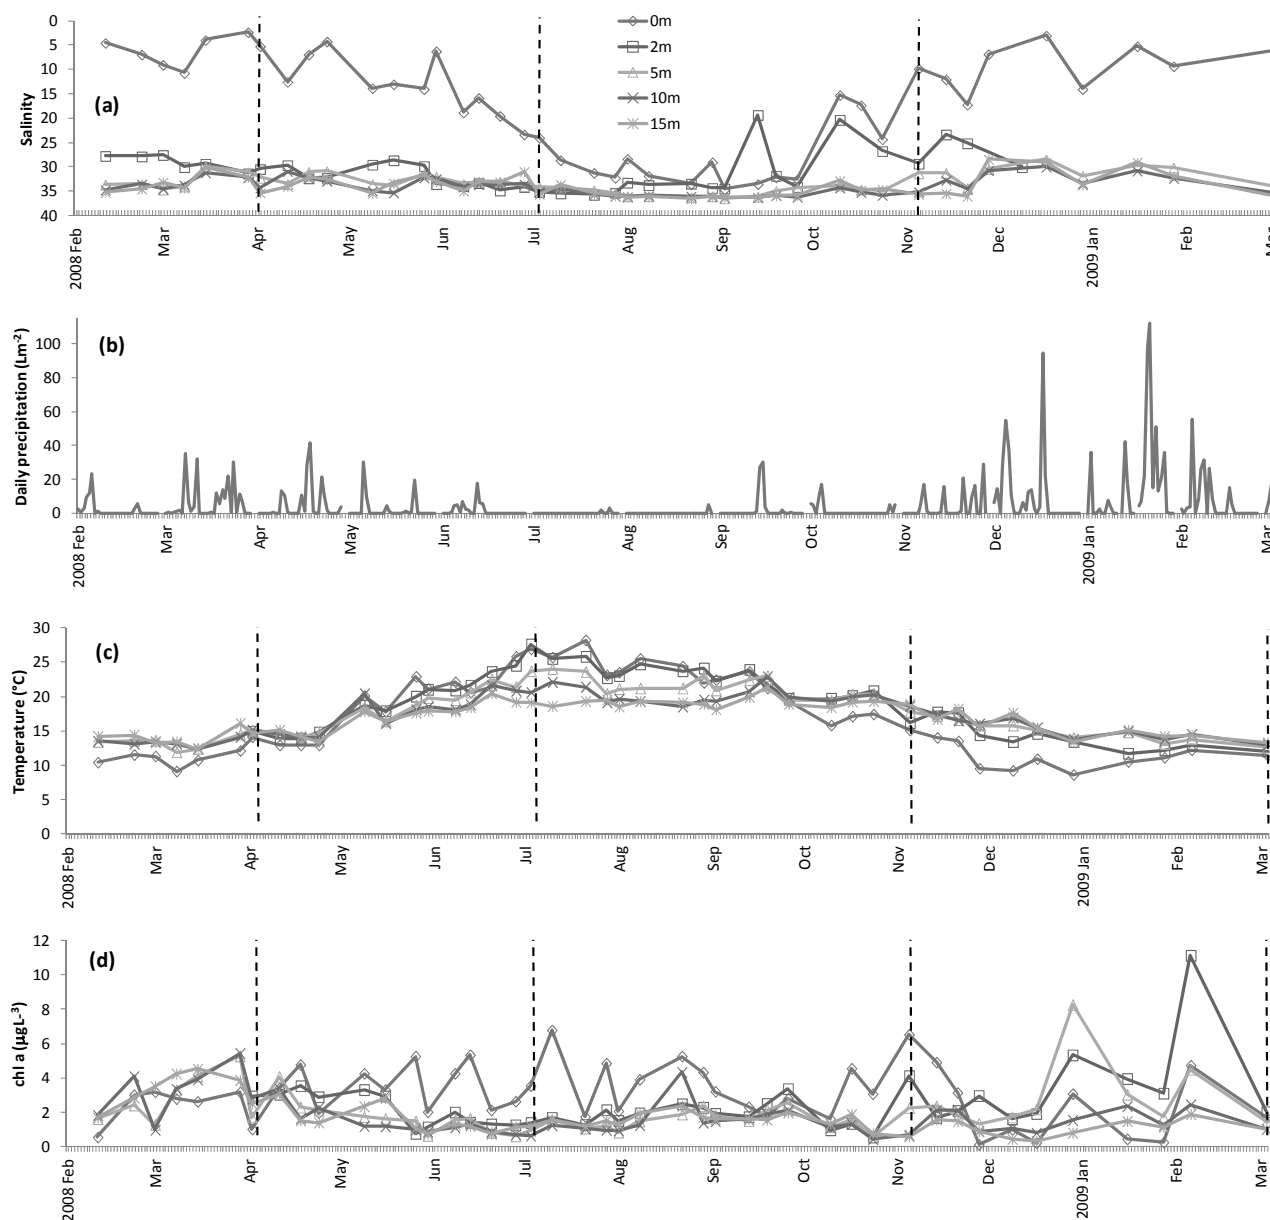 0
5
10
15
20
25
30
35
40
Salinity
(a)
0m
2m
5m
10m
15m
2008 Feb
Mar
Apr
May
Jun
Jul
Aug
Sep
Oct
Nov
Dec
2009 Jan
Feb
Mar
100
80
60
40
20
0
Daily precipitation (Lm-2)
(b)
2008 Feb
Mar
Apr
May
Jun
Jul
Aug
Sep
Oct
Nov
Dec
2009 Jan
Feb
Mar
30
25
20
15
10
5
0
Temperature (°C)
(c)
2008 Feb
Mar
Apr
May
Jun
Jul
Aug
Sep
Oct
Nov
Dec
2009 Jan
Feb
Mar
12
10
8
6
4
2
0
chl a (µgL-3)
(d)
2008 Feb
Mar
Apr
May
Jun
Jul
Aug
Sep
Oct
Nov
Dec
2009 Jan
Feb
Mar